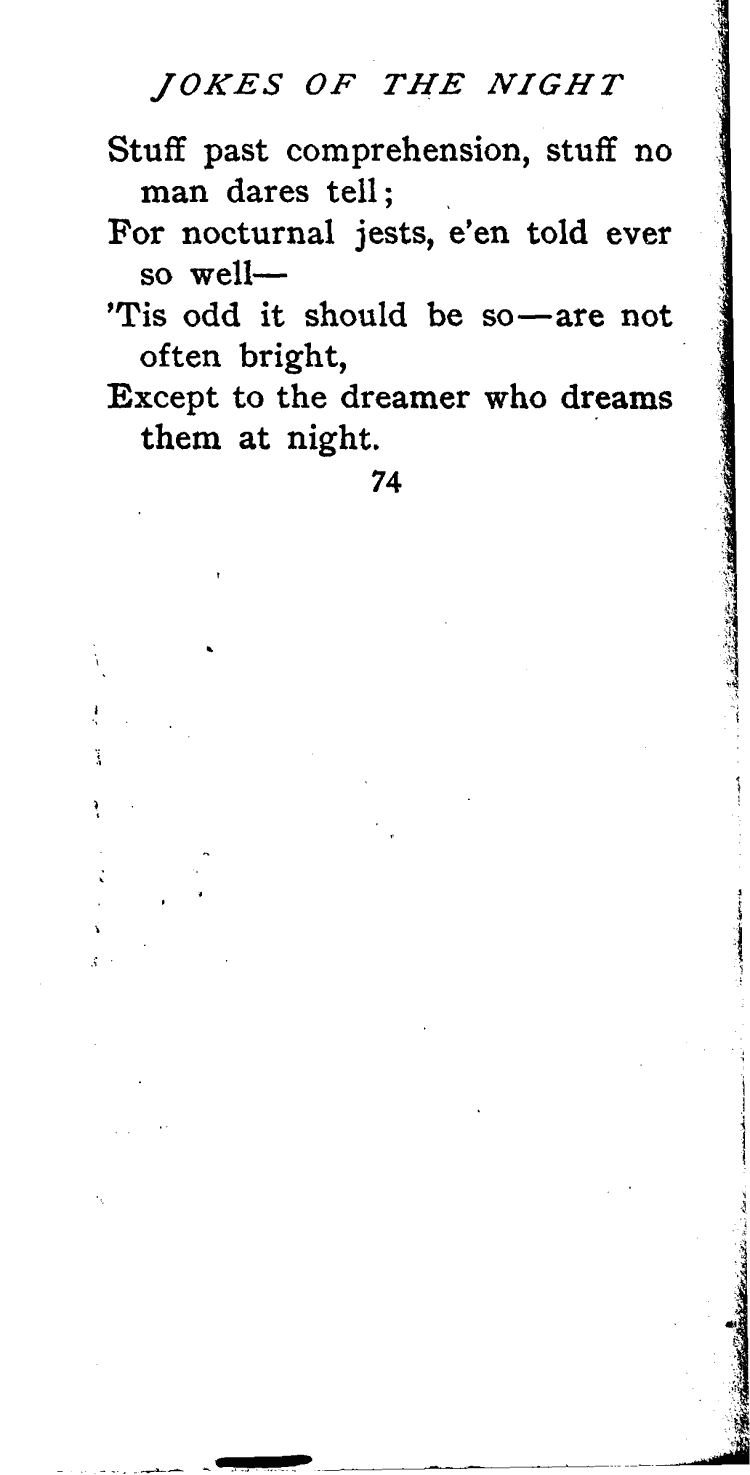 JOKES OF THE NIGHT
Stuff past comprehension, stuff no
man dares tell;
For nocturnal jests, e'en told ever
so well—
'Tis odd it should be so—are not
often bright,
Except to the dreamer who dreams
them at night.
74